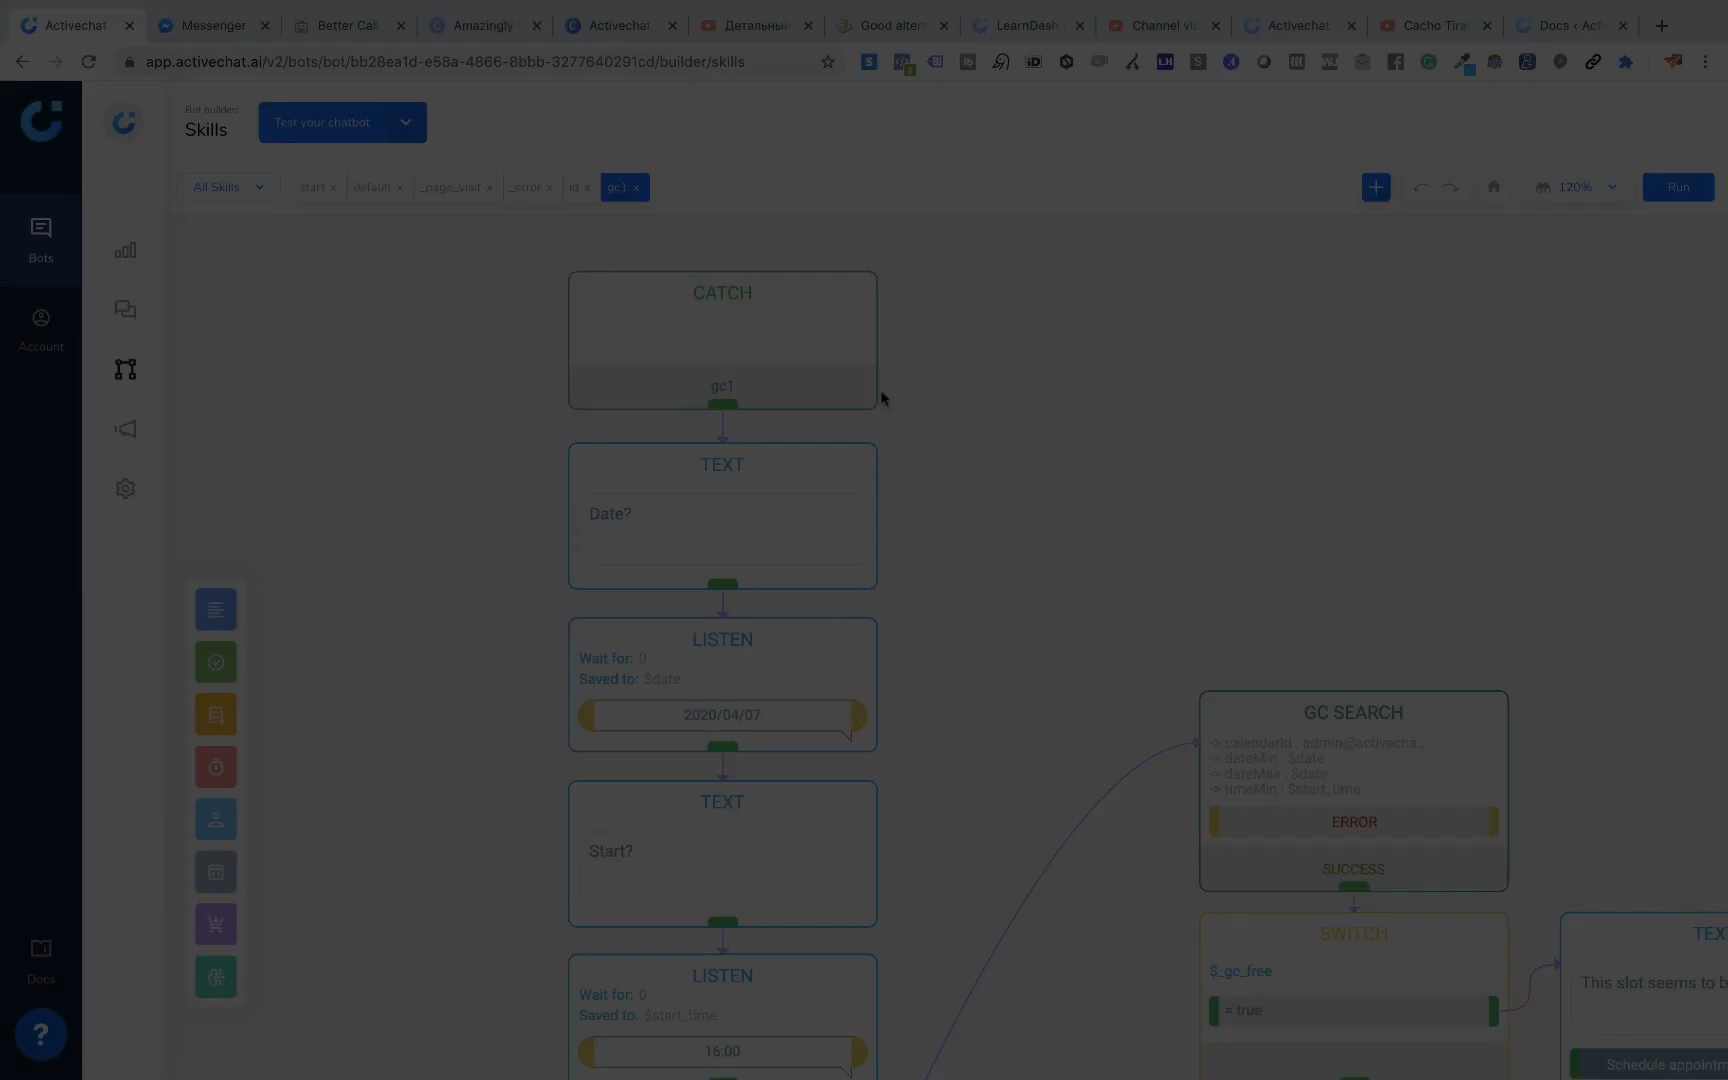 Activechat
Messenger
Better Call
Amazingly
Activechat
Детальный
Good altern
LearnDash
Channel vi
Activechat
Cacho Tira
Docs ‹ Acti
app.activechat.ai/v2/bots/bot/bb28ea1d-e58a-4866-8bbb-3277640291cd/builder/skills
Bot builder/
Skills
Test your chatbot
All Skills
start
default
_page_visit
_error
id
gc1
120%
Run
Bots
Account
Docs
?
CATCH
gc1
TEXT
Date?
LISTEN
Wait for: 0
Saved to: $date
2020/04/07
TEXT
Start?
LISTEN
Wait for: 0
Saved to: $start_time
16:00
GC SEARCH
-> calendarId : admin@activecha...
-> dateMin : $date
-> dateMax : $date
-> timeMin : $start_time
ERROR
SUCCESS
SWITCH
$_gc_free
= true
TEX
This slot seems to b
Schedule appointm